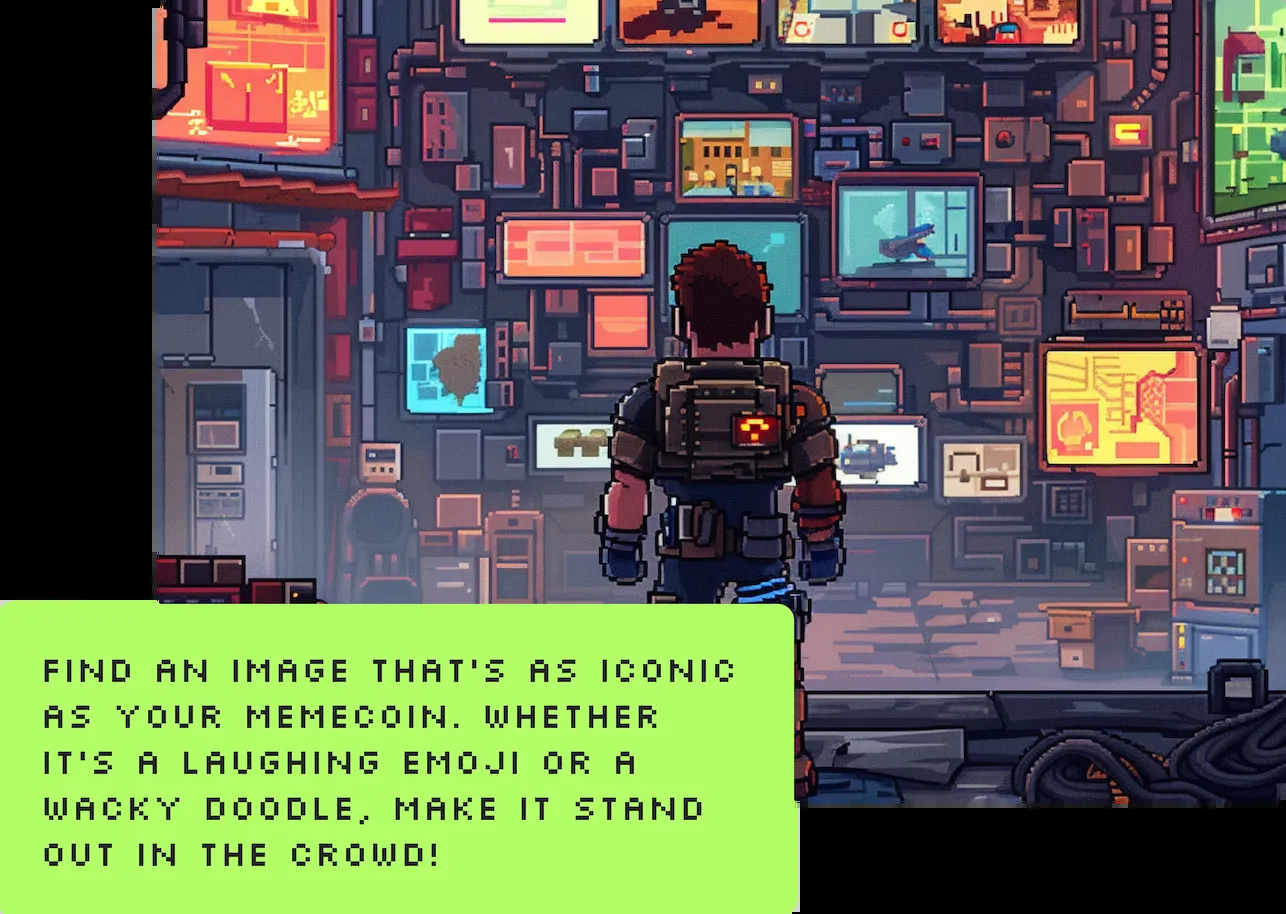 FIND AN IMAGE THAT'S AS ICONIC
AS YOUR MEMECOIN. WHETHER
IT'S A LAUGHING EMOJI OR A
WACKY DOODLE, MAKE IT STAND
OUT IN THE CROWD!